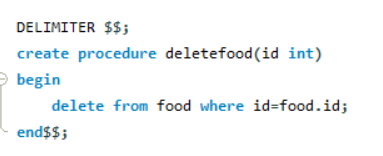 DELIMITER $$;
create procedure deletefood(id int)
begin
    delete from food where id=food.id;
end$$;